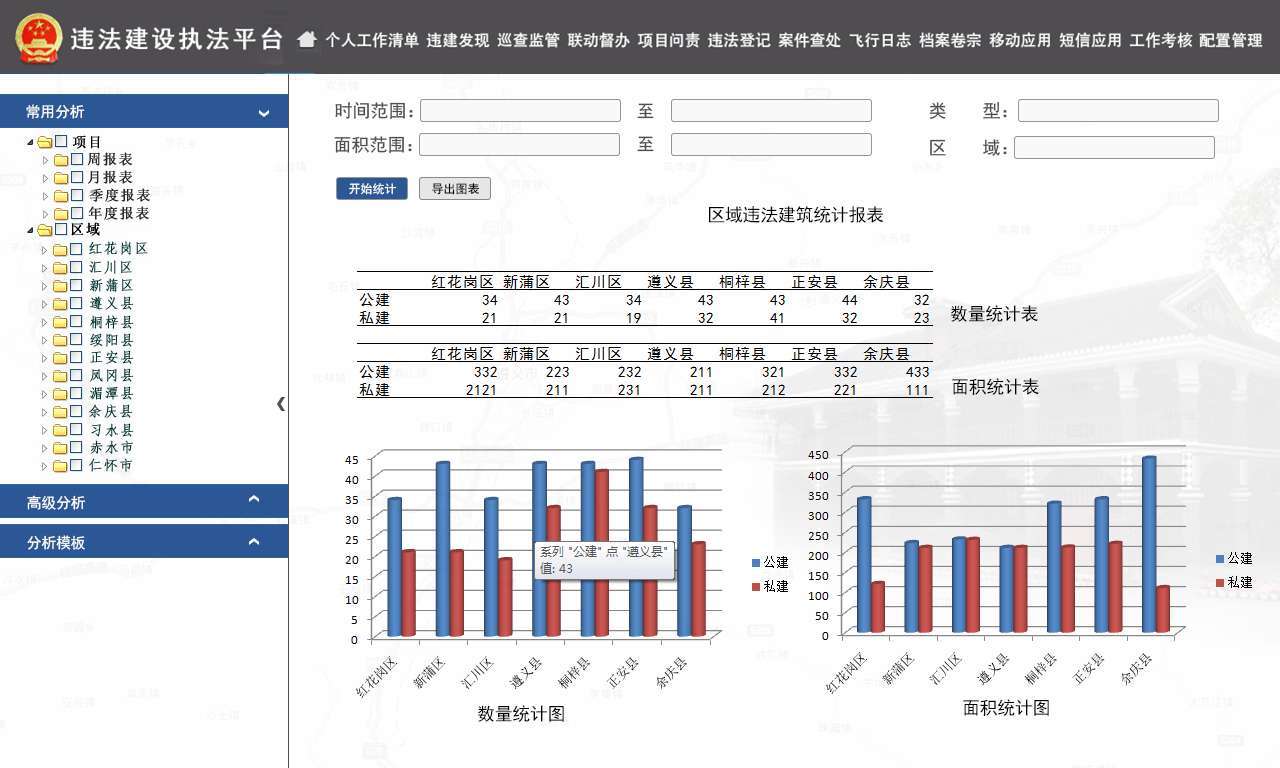 违法建设执法平台 个人工作清单 违建发现 巡查监管 联动督办 项目问责 违法登记 案件查处 飞行日志 档案卷宗 移动应用 短信应用 工作考核 配置管理
常用分析
项目
周报表
月报表
季度报表
年度报表
区域
红花岗区
汇川区
新蒲区
遵义县
桐梓县
绥阳县
正安县
凤冈县
湄潭县
余庆县
习水县
赤水市
仁怀市
高级分析
分析模板
时间范围: 至 类 型:
面积范围: 至 区 域:
开始统计 导出图表
区域违法建筑统计报表
红花岗区 新蒲区 汇川区 遵义县 桐梓县 正安县 余庆县
公建 34 43 34 43 43 44 32
私建 21 21 19 32 41 32 23
数量统计表
红花岗区 新蒲区 汇川区 遵义县 桐梓县 正安县 余庆县
公建 332 223 232 211 321 332 433
私建 2121 211 231 211 212 221 111
面积统计表
45
40
35
30
25
20
15
10
5
0
系列 "公建" 点 "遵义县"
值: 43
公建
私建
红花岗区 新蒲区 汇川区 遵义县 桐梓县 正安县 余庆县
数量统计图
450
400
350
300
250
200
150
100
50
0
公建
私建
红花岗区 新蒲区 汇川区 遵义县 桐梓县 正安县 余庆县
面积统计图